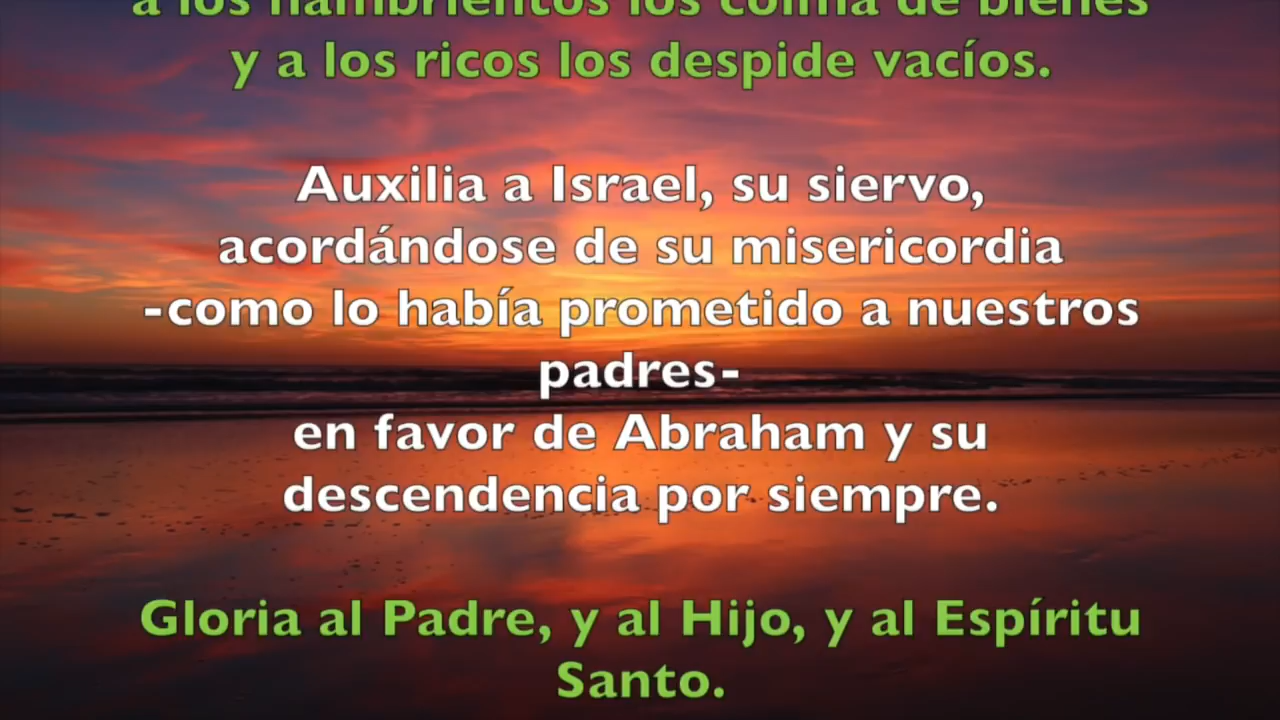 a los hambrientos los colma de bienes
y a los ricos los despide vacíos.
Auxilia a Israel, su siervo,
acordándose de su misericordia
-como lo había prometido a nuestros
padres-
en favor de Abraham y su
descendencia por siempre.
Gloria al Padre, y al Hijo, y al Espíritu
Santo.